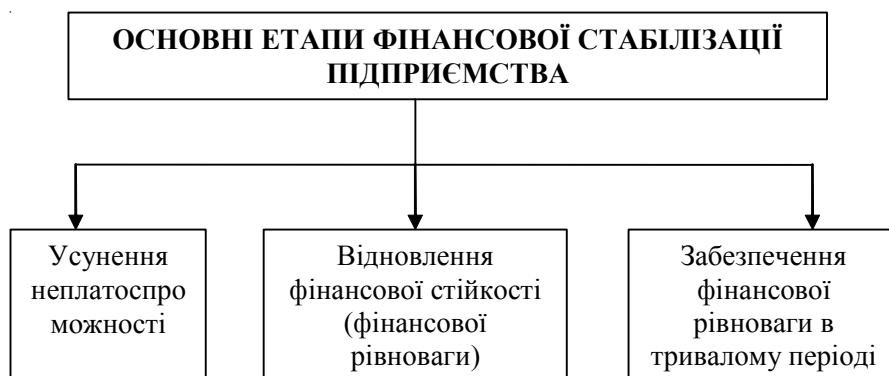 ОСНОВНІ ЕТАПИ ФІНАНСОВОЇ СТАБІЛІЗАЦІЇ
ПІДПРИЄМСТВА
Усунення
неплатоспро
можності
Відновлення
фінансової стійкості
(фінансової
рівноваги)
Забезпечення
фінансової
рівноваги в
тривалому періоді